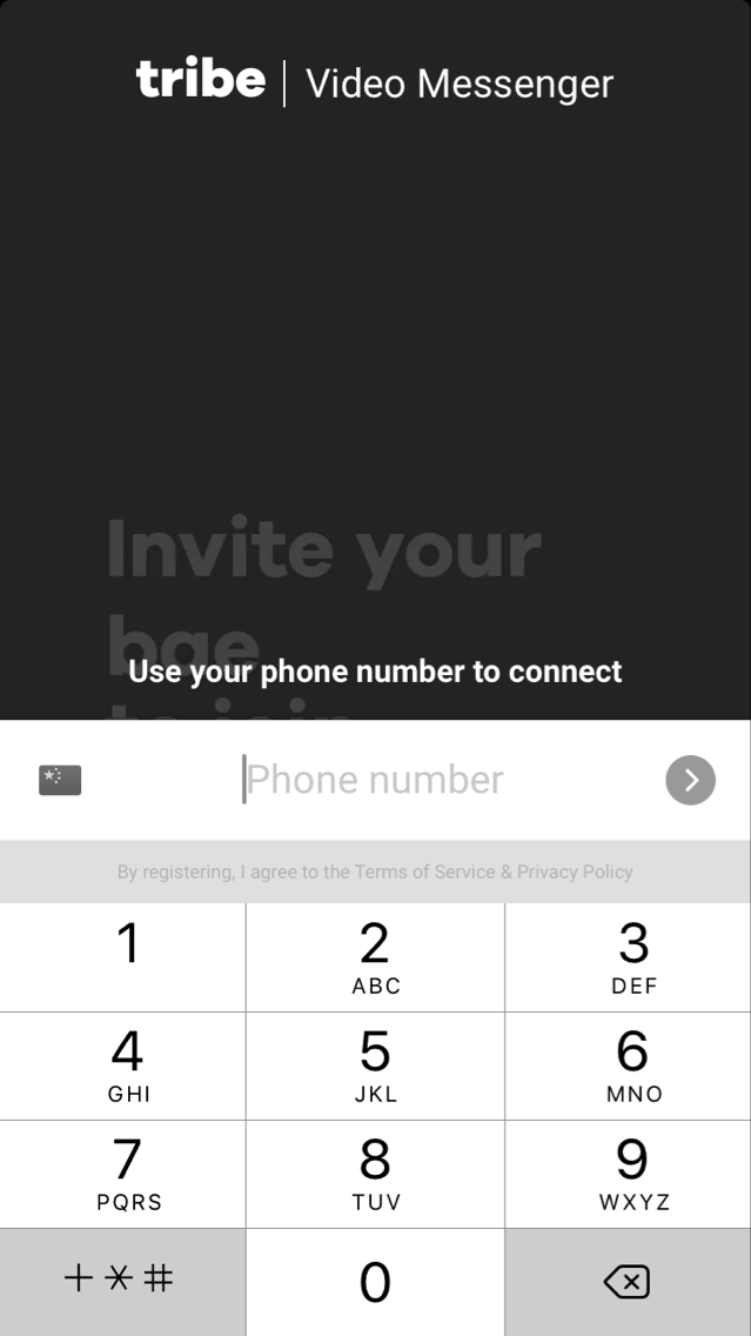 tribe | Video Messenger
Invite your
bae
to join
Use your phone number to connect
Phone number
By registering, I agree to the Terms of Service & Privacy Policy
1
2
ABC
3
DEF
4
GHI
5
JKL
6
MNO
7
PQRS
8
TUV
9
WXYZ
+*#
0